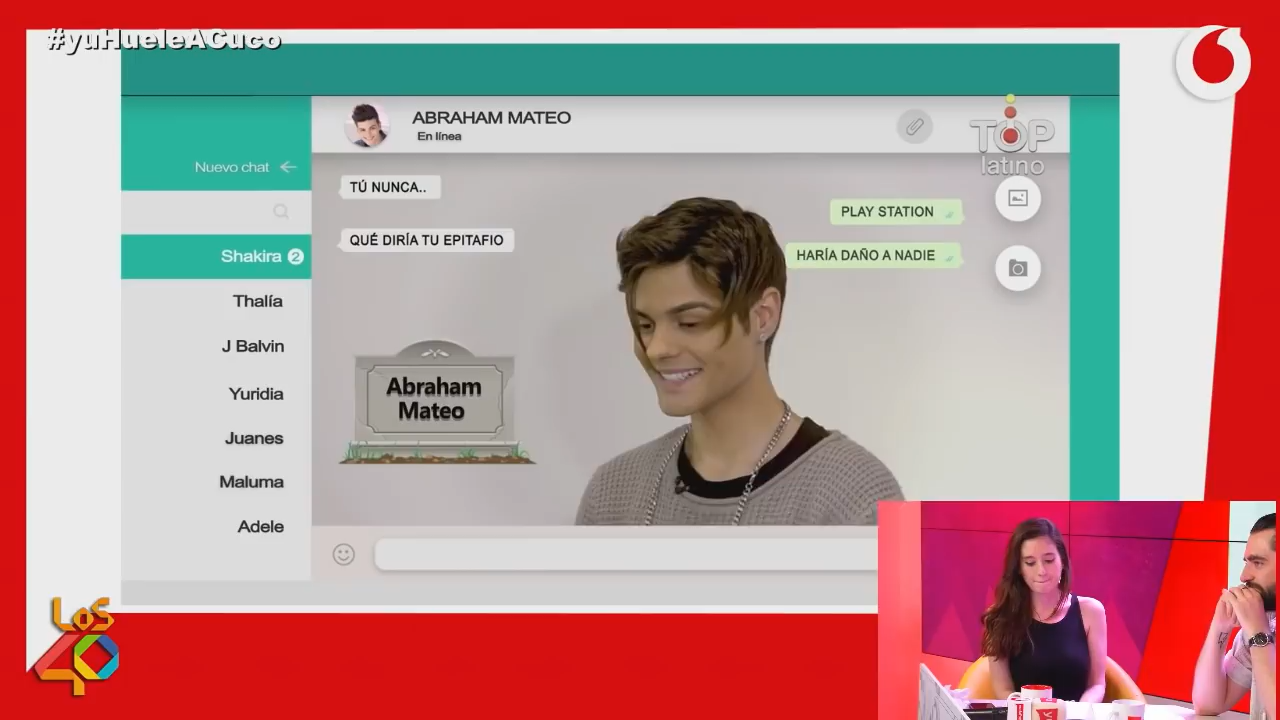 #yuHueleACuco
ABRAHAM MATEO
En línea
TOP
latino
Nuevo chat
TÚ NUNCA..
PLAY STATION
QUÉ DIRÍA TU EPITAFIO
HARÍA DAÑO A NADIE
Shakira 2
Thalía
J Balvin
Yuridia
Juanes
Maluma
Adele
Abraham
Mateo
LOS
40